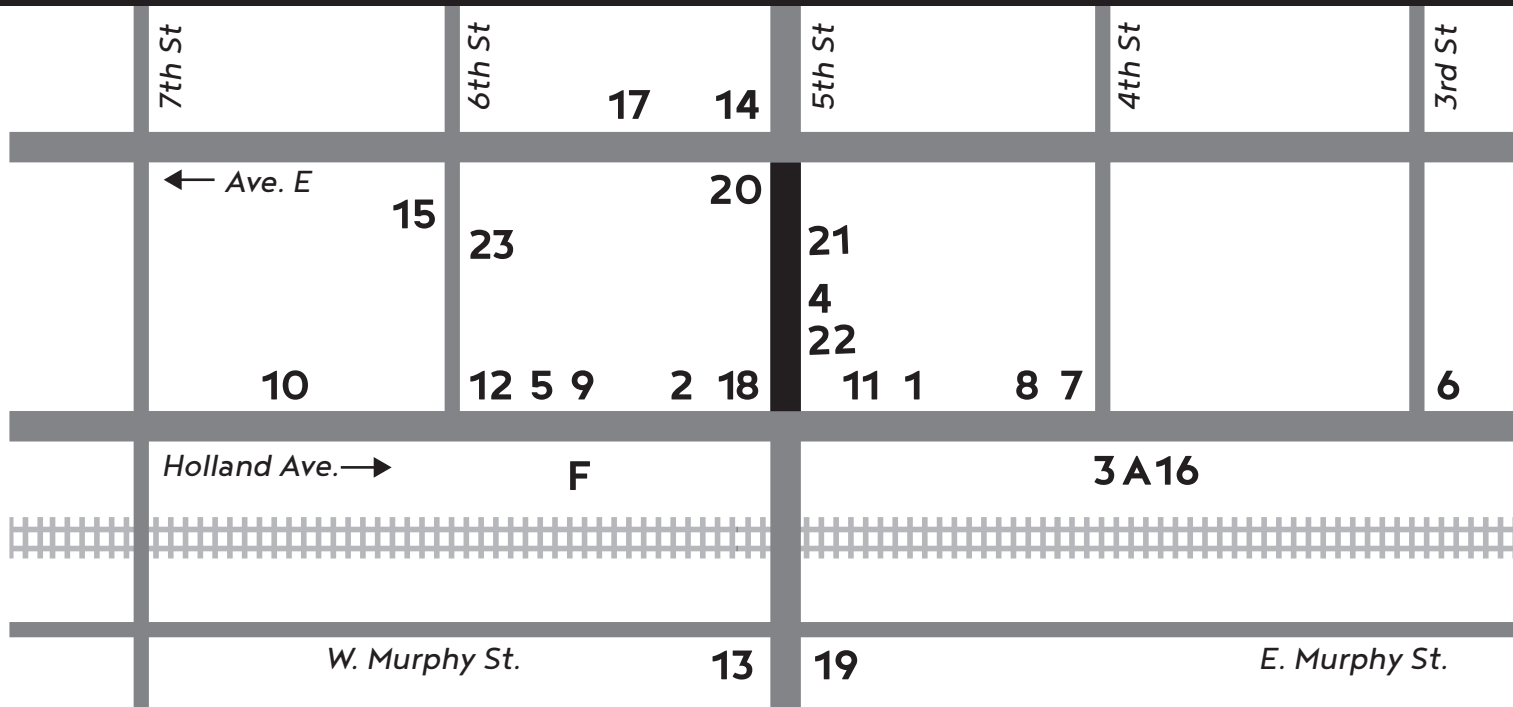 7th St
6th St
5th St
4th St
3rd St
17 14
← Ave. E
20
15
23
21
4
22
10
12 5 9 2 18
11 1 8 7
6
Holland Ave.→
F
3 A 16
W. Murphy St.
13
19
E. Murphy St.